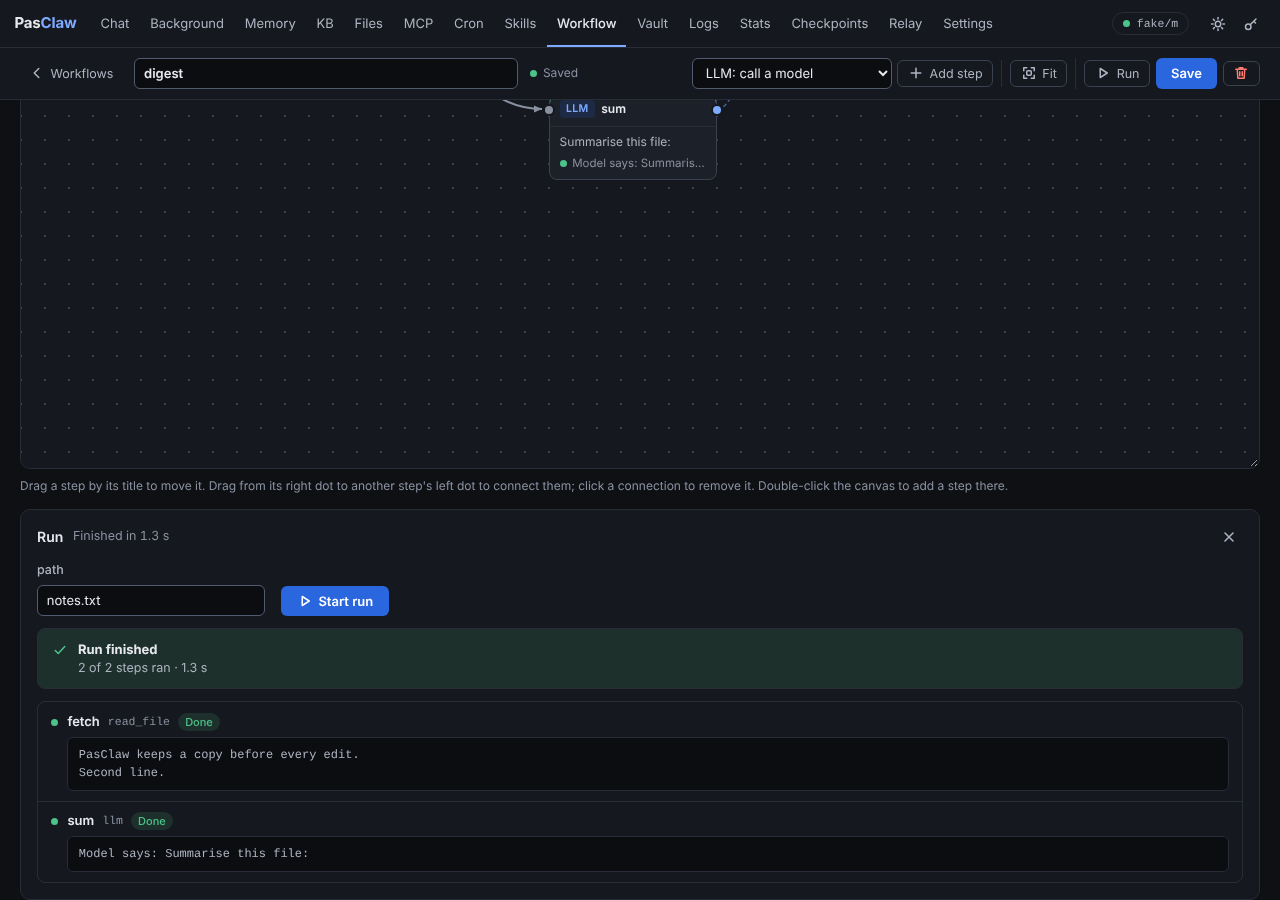 PasClaw Chat Background Memory KB Files MCP Cron Skills Workflow Vault Logs Stats Checkpoints Relay Settings fake/m
Workflows digest Saved LLM: call a model Add step Fit Run Save
LLM sum
Summarise this file:
Model says: Summaris...
Drag a step by its title to move it. Drag from its right dot to another step's left dot to connect them; click a connection to remove it. Double-click the canvas to add a step there.
Run Finished in 1.3 s
path
notes.txt Start run
Run finished
2 of 2 steps ran · 1.3 s
fetch read_file Done
PasClaw keeps a copy before every edit.
Second line.
sum llm Done
Model says: Summarise this file: